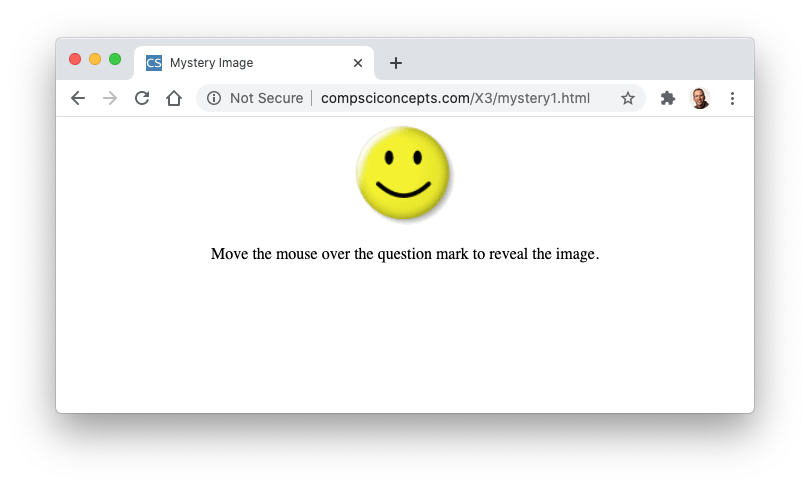 CS Mystery Image
Not Secure | compsciconcepts.com/X3/mystery1.html
Move the mouse over the question mark to reveal the image.